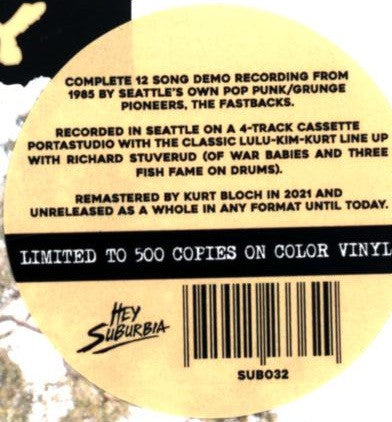 COMPLETE 12 SONG DEMO RECORDING FROM
1985 BY SEATTLE'S OWN POP PUNK/GRUNGE
PIONEERS, THE FASTBACKS.
RECORDED IN SEATTLE ON A 4-TRACK CASSETTE
PORTASTUDIO WITH THE CLASSIC LULU-KIM-KURT LINE UP
WITH RICHARD STUVERUD (OF WAR BABIES AND THREE
FISH FAME ON DRUMS).
REMASTERED BY KURT BLOCH IN 2021 AND
UNRELEASED AS A WHOLE IN ANY FORMAT UNTIL TODAY.
LIMITED TO 500 COPIES ON COLOR VINYL
HEY
SUBURBIA
SUB032